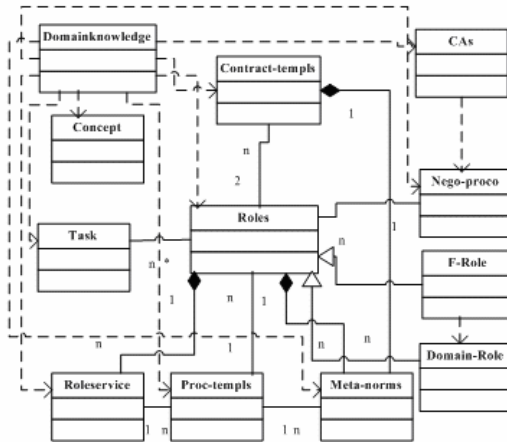 Domainknowledge
CAs
Contract-templs
1
Concept
n
2
Nego-proco
Roles
1
Task
n
n *
F-Role
1
n
1
n
n
n
1
Domain-Role
Roleservice
Proc-templs
Meta-norms
1 n
1 n